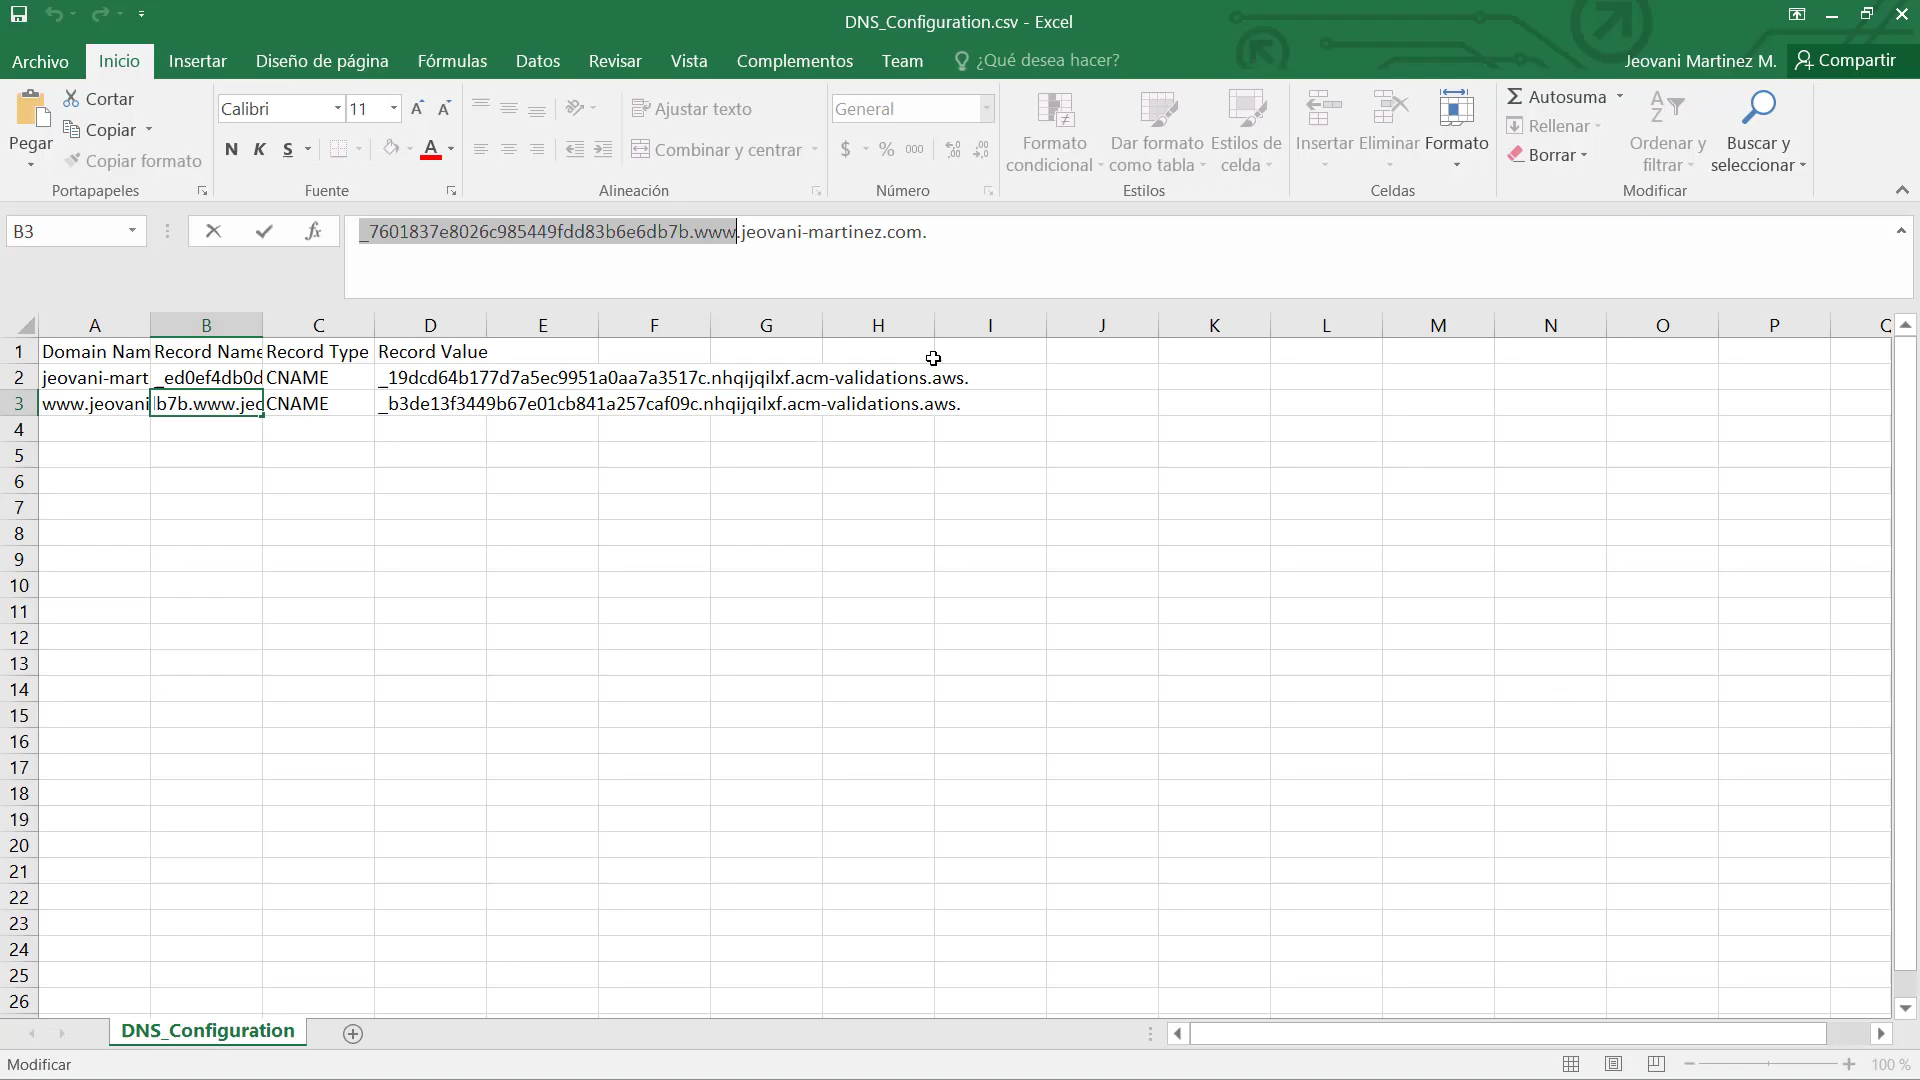 DNS_Configuration.csv - Excel
Archivo Inicio Insertar Diseño de página Fórmulas Datos Revisar Vista Complementos Team ¿Qué desea hacer? Jeovani Martinez M. Compartir
Pegar
Cortar
Copiar
Copiar formato
Portapapeles
Calibri 11
N K S A
Fuente
Ajustar texto
Combinar y centrar
Alineación
General
$ % 000
Número
Formato condicional
Dar formato como tabla
Estilos de celda
Estilos
Insertar Eliminar Formato
Celdas
Autosuma
Rellenar
Borrar
Ordenar y filtrar
Buscar y seleccionar
Modificar
B3 fx _7601837e8026c985449fdd83b6e6db7b.www.jeovani-martinez.com.
A B C D E F G H I J K L M N O P Q
1 Domain Nam Record Name Record Type Record Value
2 jeovani-mart _ed0ef4db0d CNAME _19dcd64b177d7a5ec9951a0aa7a3517c.nhqijqilxf.acm-validations.aws.
3 www.jeovani b7b.www.jeo CNAME _b3de13f3449b67e01cb841a257caf09c.nhqijqilxf.acm-validations.aws.
4
5
6
7
8
9
10
11
12
13
14
15
16
17
18
19
20
21
22
23
24
25
26
DNS_Configuration
Modificar 100 %